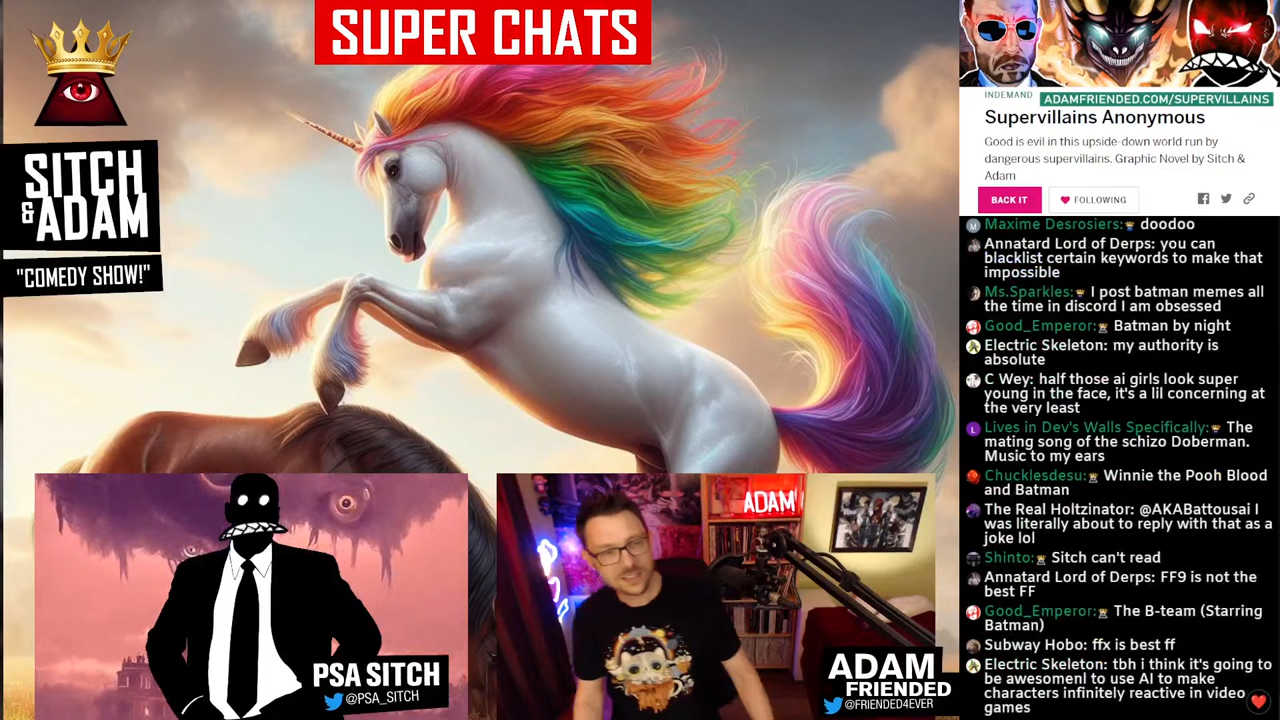 SUPER CHATS
SITCH
& ADAM
"COMEDY SHOW!"
INDEMAND
ADAMFRIENDED.COM/SUPERVILLAINS
Supervillains Anonymous
Good is evil in this upside-down world run by
dangerous supervillains. Graphic Novel by Sitch &
Adam
BACK IT
FOLLOWING
M Maxime Desrosiers: doodoo
Annatard Lord of Derps: you can
blacklist certain keywords to make that
impossible
Ms.Sparkles: I post batman memes all
the time in discord I am obsessed
Good_Emperor: Batman by night
Electric Skeleton: my authority is
absolute
C Wey: half those ai girls look super
young in the face, it's a lil concerning at
the very least
L Lives in Dev's Walls Specifically: The
mating song of the schizo Doberman.
Music to my ears
Chucklesdesu: Winnie the Pooh Blood
and Batman
The Real Holtzinator: @AKABattousai I
was literally about to reply with that as a
joke lol
Shinto: Sitch can't read
Annatard Lord of Derps: FF9 is not the
best FF
Good_Emperor: The B-team (Starring
Batman)
Subway Hobo: ffx is best ff
Electric Skeleton: tbh i think it's going to
be awesomenl to use AI to make
characters infinitely reactive in video
games
PSA SITCH
@PSA_SITCH
ADAM
ADAM
FRIENDED
@FRIENDED4EVER